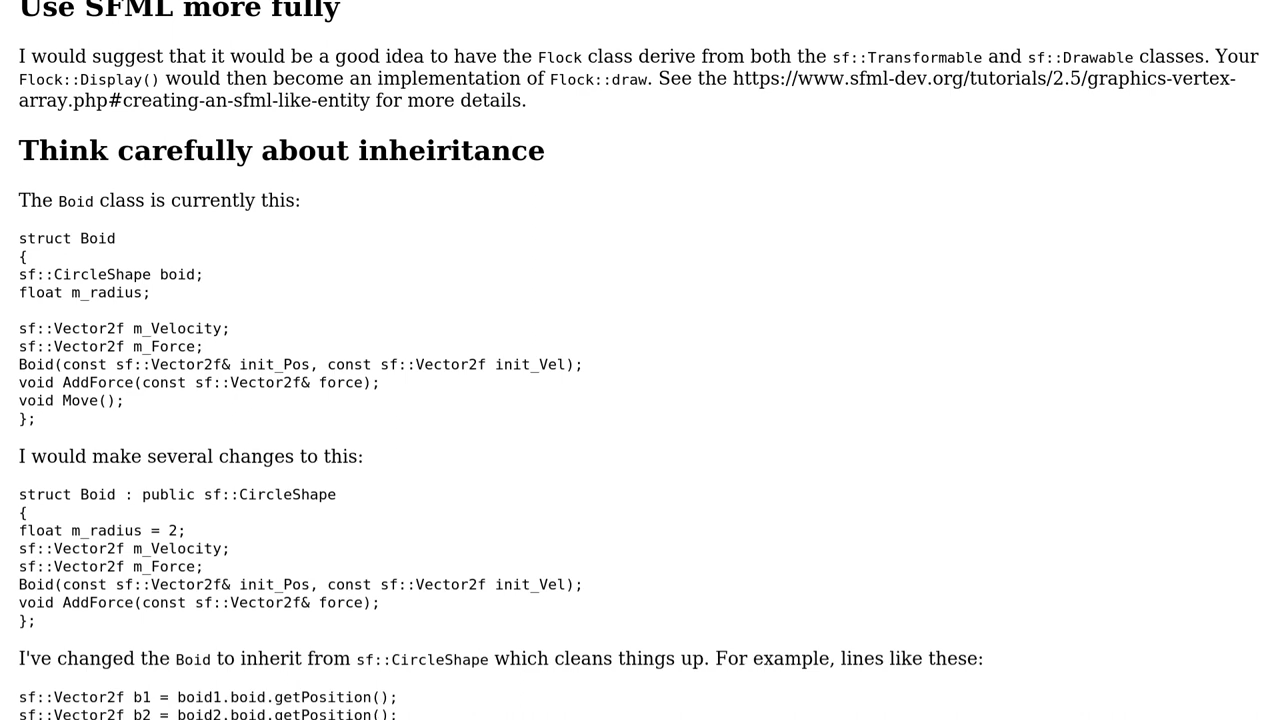 Use SFML more fully
I would suggest that it would be a good idea to have the Flock class derive from both the sf::Transformable and sf::Drawable classes. Your
Flock::Display() would then become an implementation of Flock::draw. See the https://www.sfml-dev.org/tutorials/2.5/graphics-vertex-
array.php#creating-an-sfml-like-entity for more details.
Think carefully about inheiritance
The Boid class is currently this:
struct Boid
{
sf::CircleShape boid;
float m_radius;
sf::Vector2f m_Velocity;
sf::Vector2f m_Force;
Boid(const sf::Vector2f& init_Pos, const sf::Vector2f init_Vel);
void AddForce(const sf::Vector2f& force);
void Move();
};
I would make several changes to this:
struct Boid : public sf::CircleShape
{
float m_radius = 2;
sf::Vector2f m_Velocity;
sf::Vector2f m_Force;
Boid(const sf::Vector2f& init_Pos, const sf::Vector2f init_Vel);
void AddForce(const sf::Vector2f& force);
};
I've changed the Boid to inherit from sf::CircleShape which cleans things up. For example, lines like these:
sf::Vector2f b1 = boid1.boid.getPosition();
sf::Vector2f b2 = boid2.boid.getPosition();